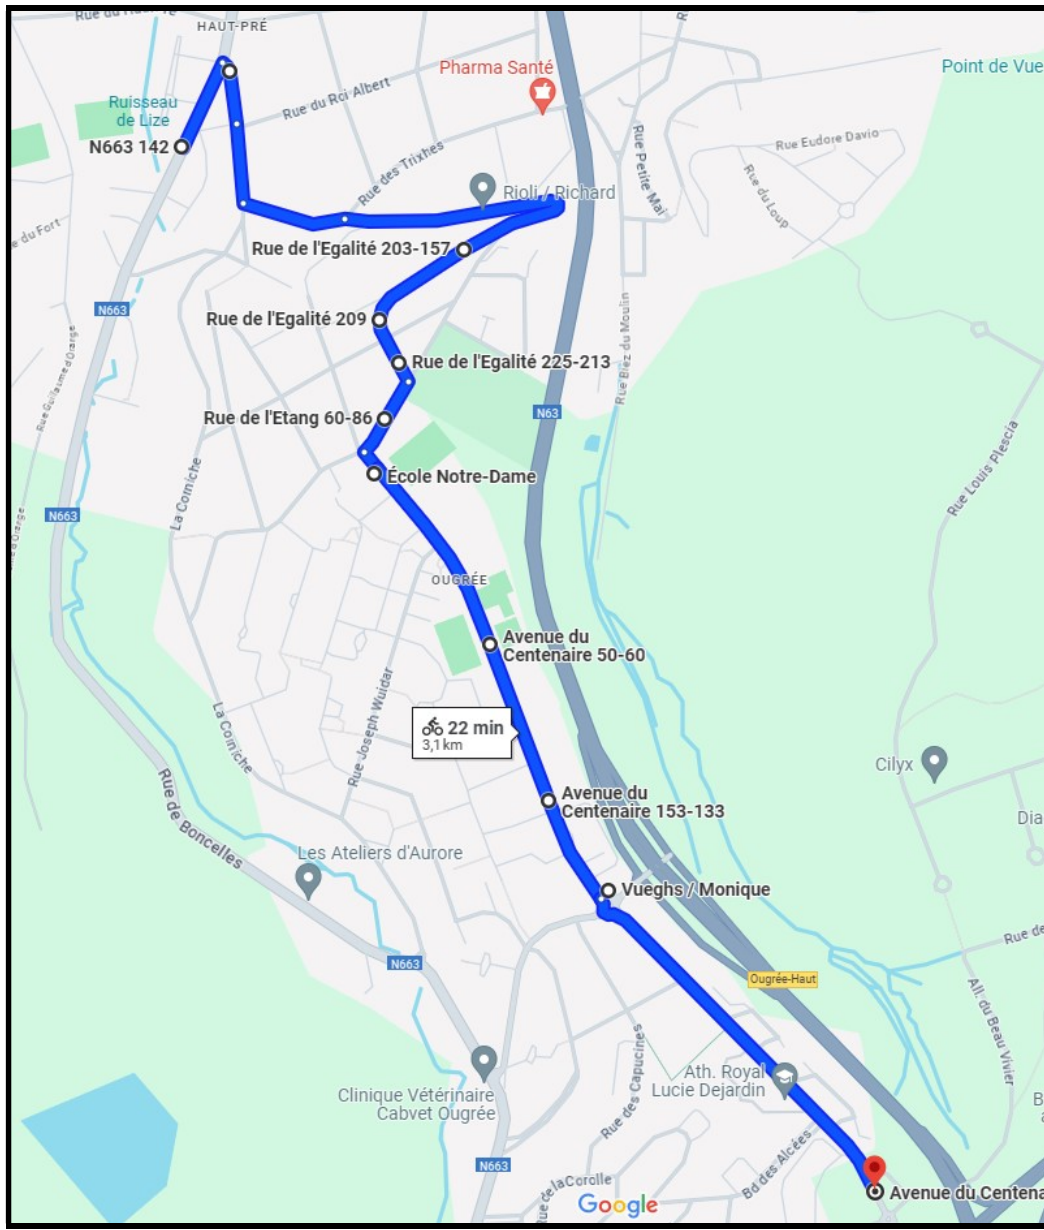 HAUT-PRÉ
Point de Vue
Pharma Santé
Ruisseau
de Lize
Rue du Roi Albert
N663 142
Rue des Trixhes
Rue Petite Mai
Rue Eudore Davio
Rue du Loup
Rioli / Richard
e du Fort
Rue de l'Egalité 203-157
N663
Rue de l'Egalité 209
Rue Biez du Moulin
Rue Guillaume d'Orange
Rue de l'Egalité 225-213
N63
Rue de l'Etang 60-86
La Corniche
Rue Louis Plescia
École Notre-Dame
N663
OUGRÉE
Avenue du
Centenaire 50-60
Rue Joseph Wuidar
La Corniche
22 min
3,1 km
Cilyx
Avenue du
Centenaire 153-133
Dia
Rue de Boncelles
Les Ateliers d'Aurore
Vueghs / Monique
Rue de
N663
Ougrée-Haut
All. du Beau Vivier
Rue des Capucines
Ath. Royal
Lucie Dejardin
Clinique Vétérinaire
Cabvet Ougrée
Bd des Alcées
N663
Rue de la Corolle
Google
Avenue du Centena